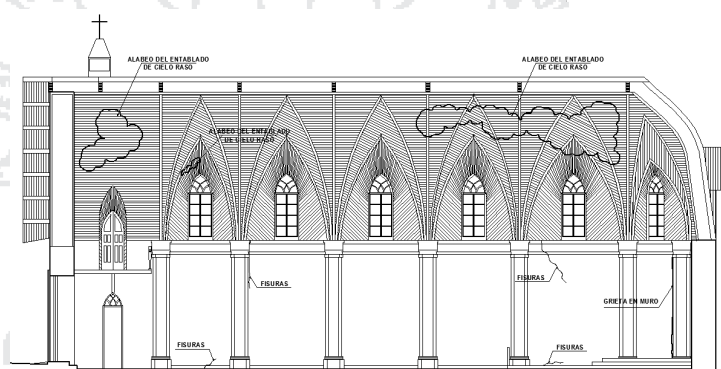 ALABEO DEL ENTABLADO
DE CIELO RASO
ALABEO DEL ENTABLADO
DE CIELO RASO
ALABEO DEL ENTABLADO
DE CIELO RASO
FISURAS
FISURAS
GRIETA EN MURO
FISURAS
FISURAS